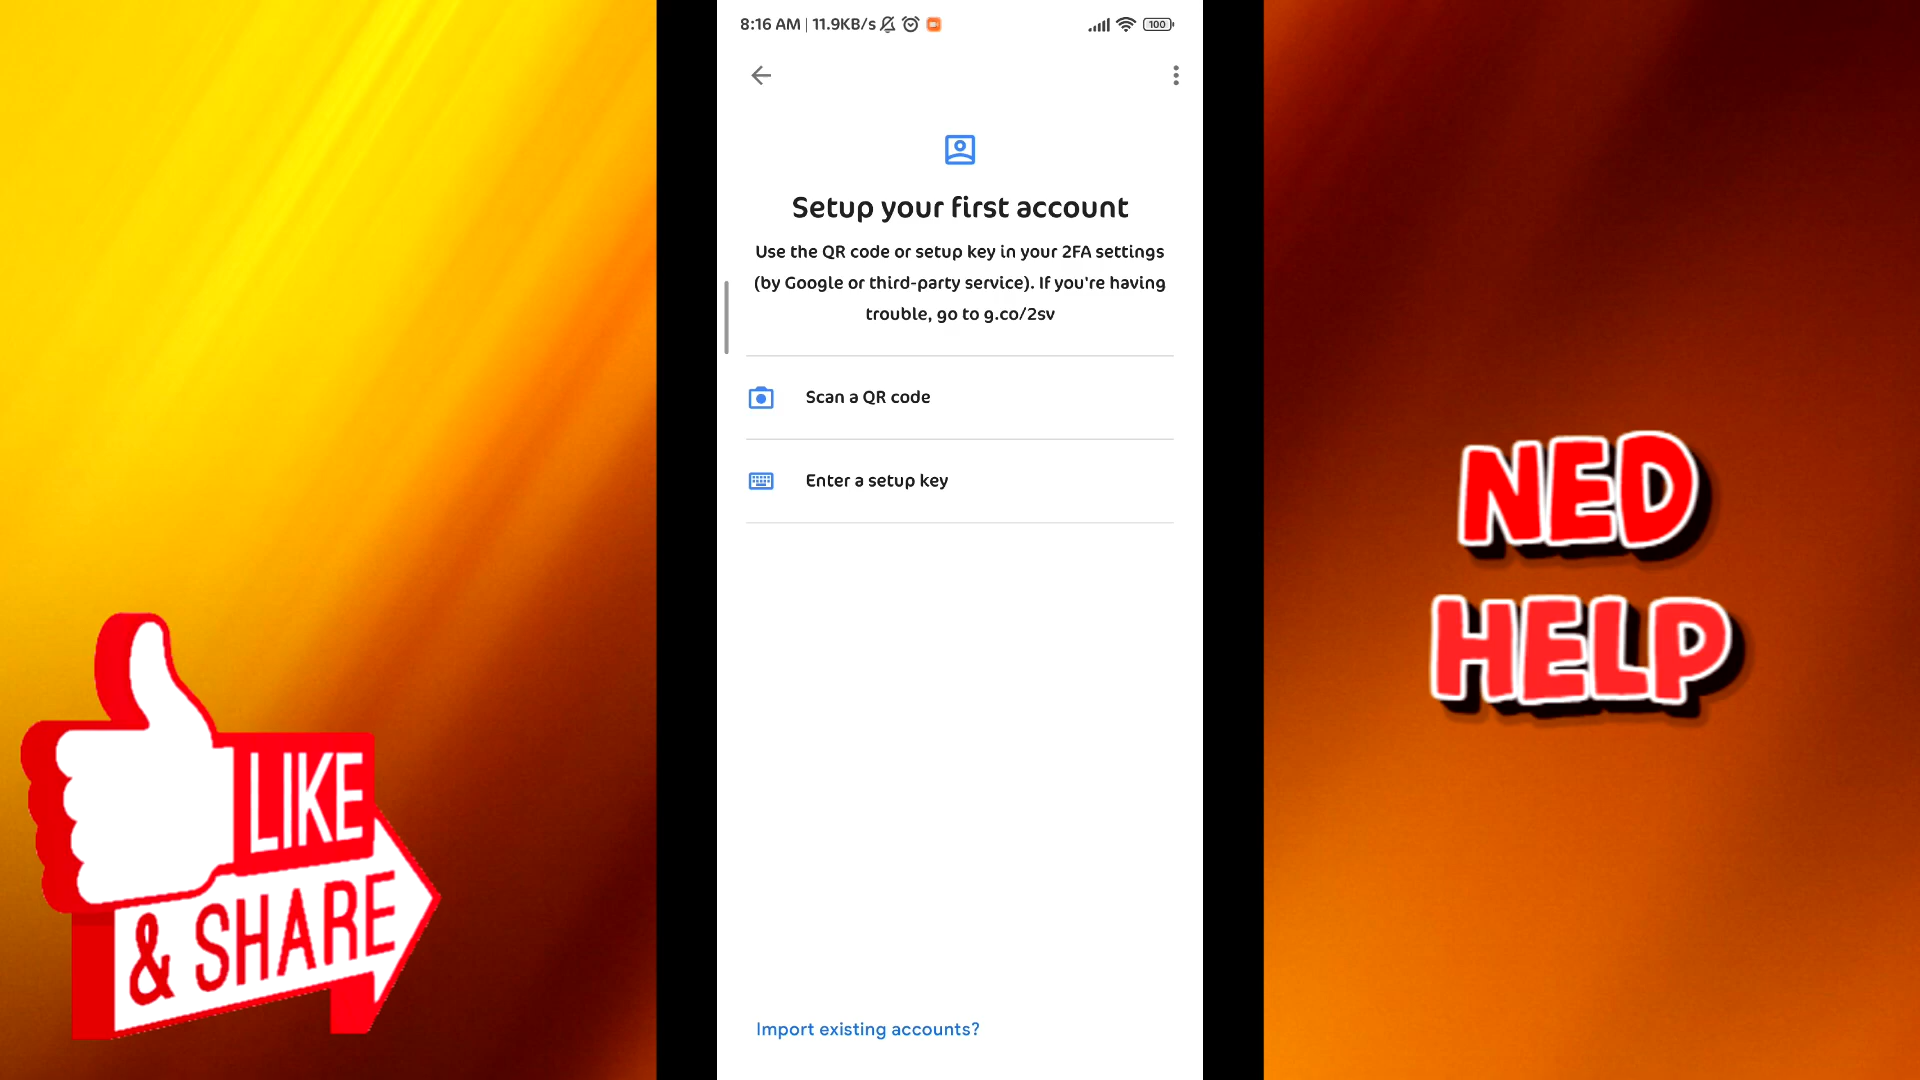 8:16 AM | 11.9KB/s
100
Setup your first account
Use the QR code or setup key in your 2FA settings
(by Google or third-party service). If you're having
trouble, go to g.co/2sv
Scan a QR code
Enter a setup key
Import existing accounts?
LIKE
& SHARE
NED
HELP